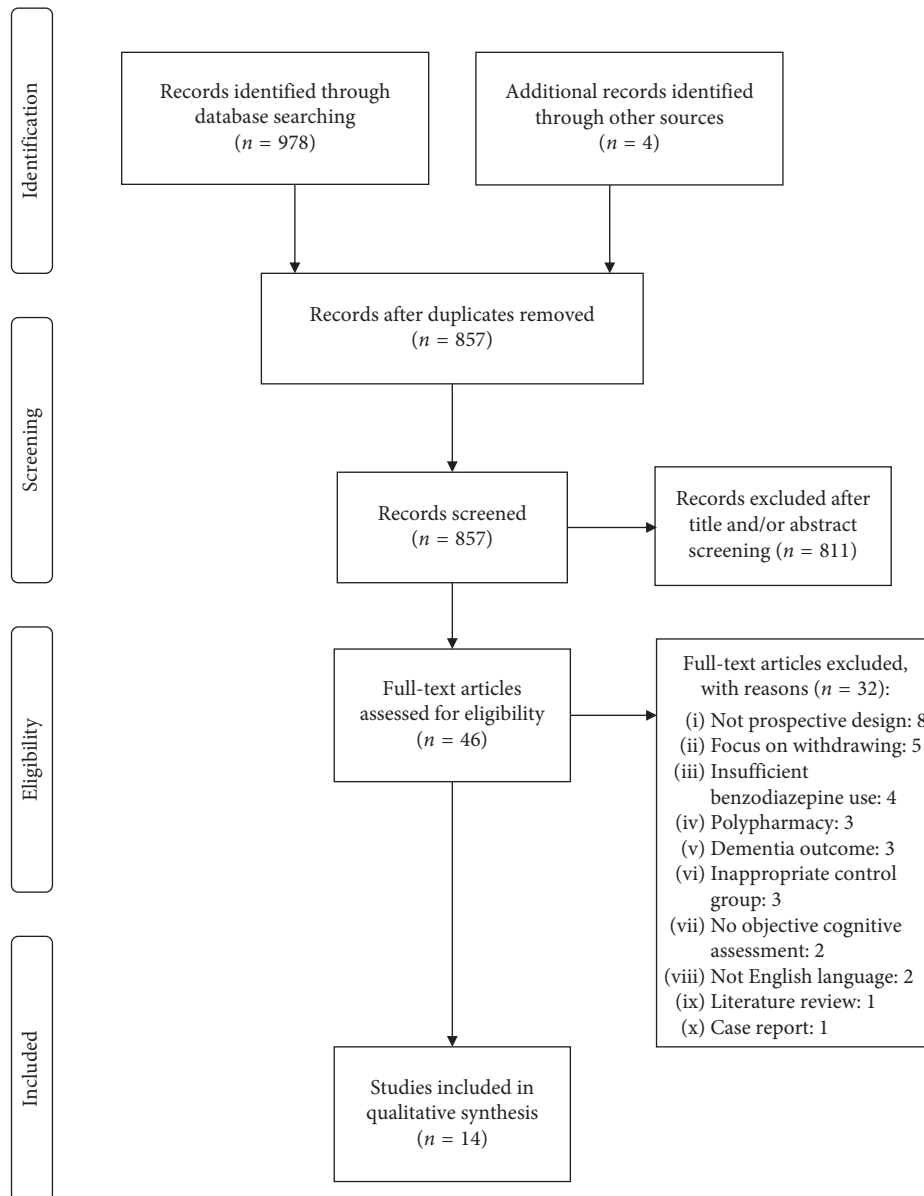 Identification
Records identified through
database searching
(n = 978)
Additional records identified
through other sources
(n = 4)
Records after duplicates removed
(n = 857)
Screening
Records screened
(n = 857)
Records excluded after
title and/or abstract
screening (n = 811)
Eligibility
Full-text articles
assessed for eligibility
(n = 46)
Full-text articles excluded,
with reasons (n = 32):
(i) Not prospective design: 8
(ii) Focus on withdrawing: 5
(iii) Insufficient
benzodiazepine use: 4
(iv) Polypharmacy: 3
(v) Dementia outcome: 3
(vi) Inappropriate control
group: 3
(vii) No objective cognitive
assessment: 2
(viii) Not English language: 2
(ix) Literature review: 1
(x) Case report: 1
Included
Studies included in
qualitative synthesis
(n = 14)